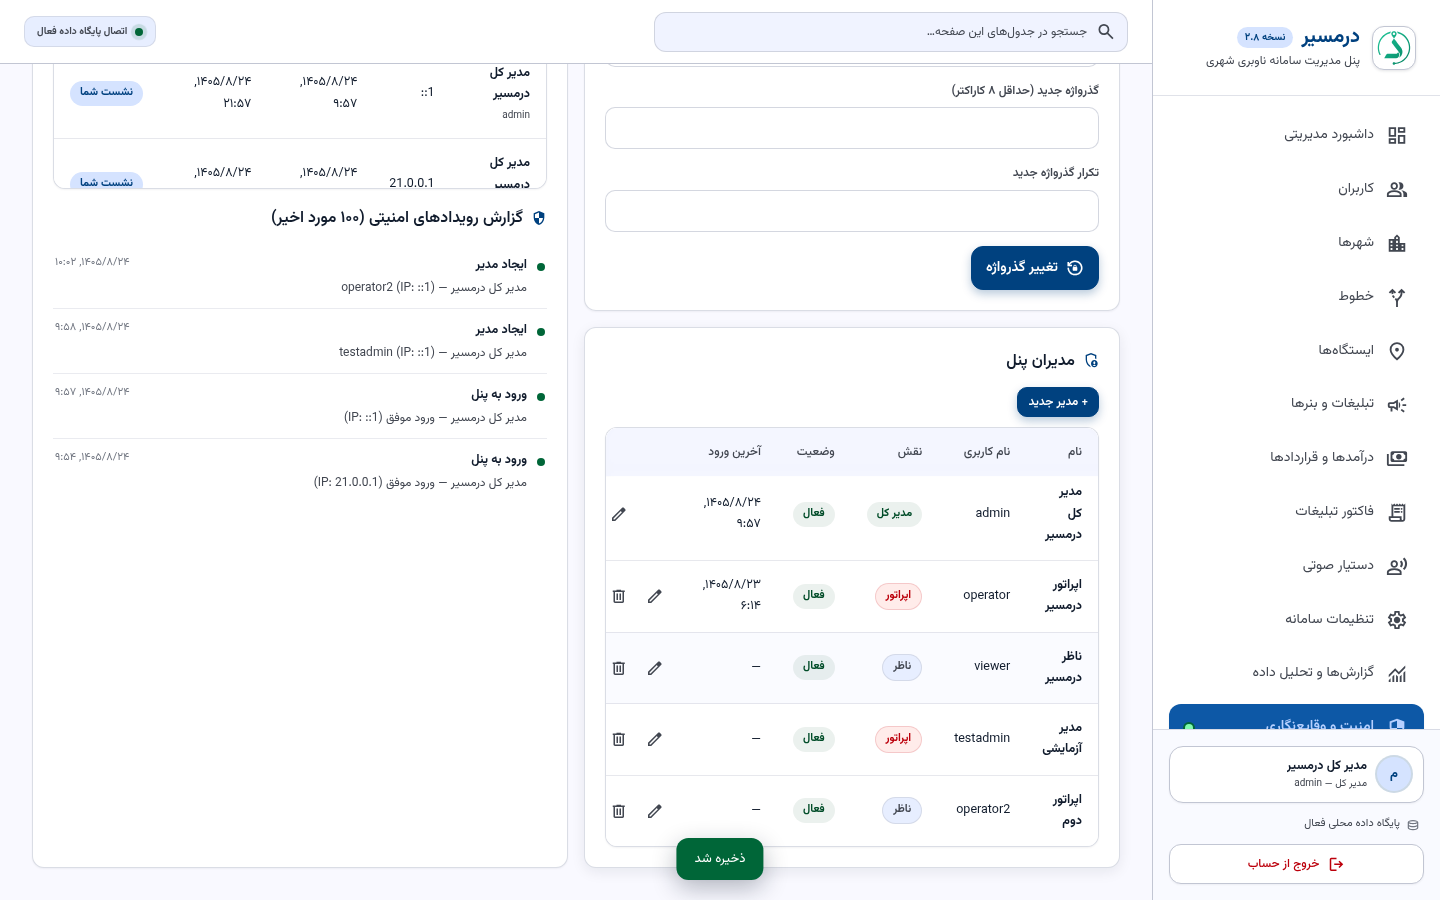 درمسیر
نسخه ۲.۸
پنل مدیریت سامانه ناوبری شهری
داشبورد مدیریتی
کاربران
شهرها
خطوط
ایستگاه‌ها
تبلیغات و بنرها
درآمدها و قراردادها
فاکتور تبلیغات
دستیار صوتی
تنظیمات سامانه
گزارش‌ها و تحلیل داده
امنیت و وقایع‌نگاری
م
مدیر کل درمسیر
مدیر کل — admin
پایگاه داده محلی فعال
خروج از حساب
جستجو در جدول‌های این صفحه...
اتصال پایگاه داده فعال
گذرواژه جدید (حداقل ۸ کاراکتر)
تکرار گذرواژه جدید
تغییر گذرواژه
مدیران پنل
+ مدیر جدید
نام نام کاربری نقش وضعیت آخرین ورود
مدیر کل درمسیر admin مدیر کل فعال ۱۴۰۵/۸/۲۴, ۹:۵۷
اپراتور درمسیر operator اپراتور فعال ۱۴۰۵/۸/۲۳, ۶:۱۴
ناظر درمسیر viewer ناظر فعال —
مدیر آزمایشی testadmin اپراتور فعال —
اپراتور دوم operator2 ناظر فعال —
مدیر کل درمسیر admin ::1 ۱۴۰۵/۸/۲۴, ۹:۵۷ ۱۴۰۵/۸/۲۴, ۲۱:۵۷ نشست شما
مدیر کل درمسیر 21.0.0.1 ۱۴۰۵/۸/۲۴, ۱۴۰۵/۸/۲۴, نشست شما
گزارش رویدادهای امنیتی (۱۰۰ مورد اخیر)
ایجاد مدیر ۱۴۰۵/۸/۲۴, ۱۰:۰۲
مدیر کل درمسیر — operator2 (IP: ::1)
ایجاد مدیر ۱۴۰۵/۸/۲۴, ۹:۵۸
مدیر کل درمسیر — testadmin (IP: ::1)
ورود به پنل ۱۴۰۵/۸/۲۴, ۹:۵۷
مدیر کل درمسیر — ورود موفق (IP: ::1)
ورود به پنل ۱۴۰۵/۸/۲۴, ۹:۵۴
مدیر کل درمسیر — ورود موفق (IP: 21.0.0.1)
ذخیره شد